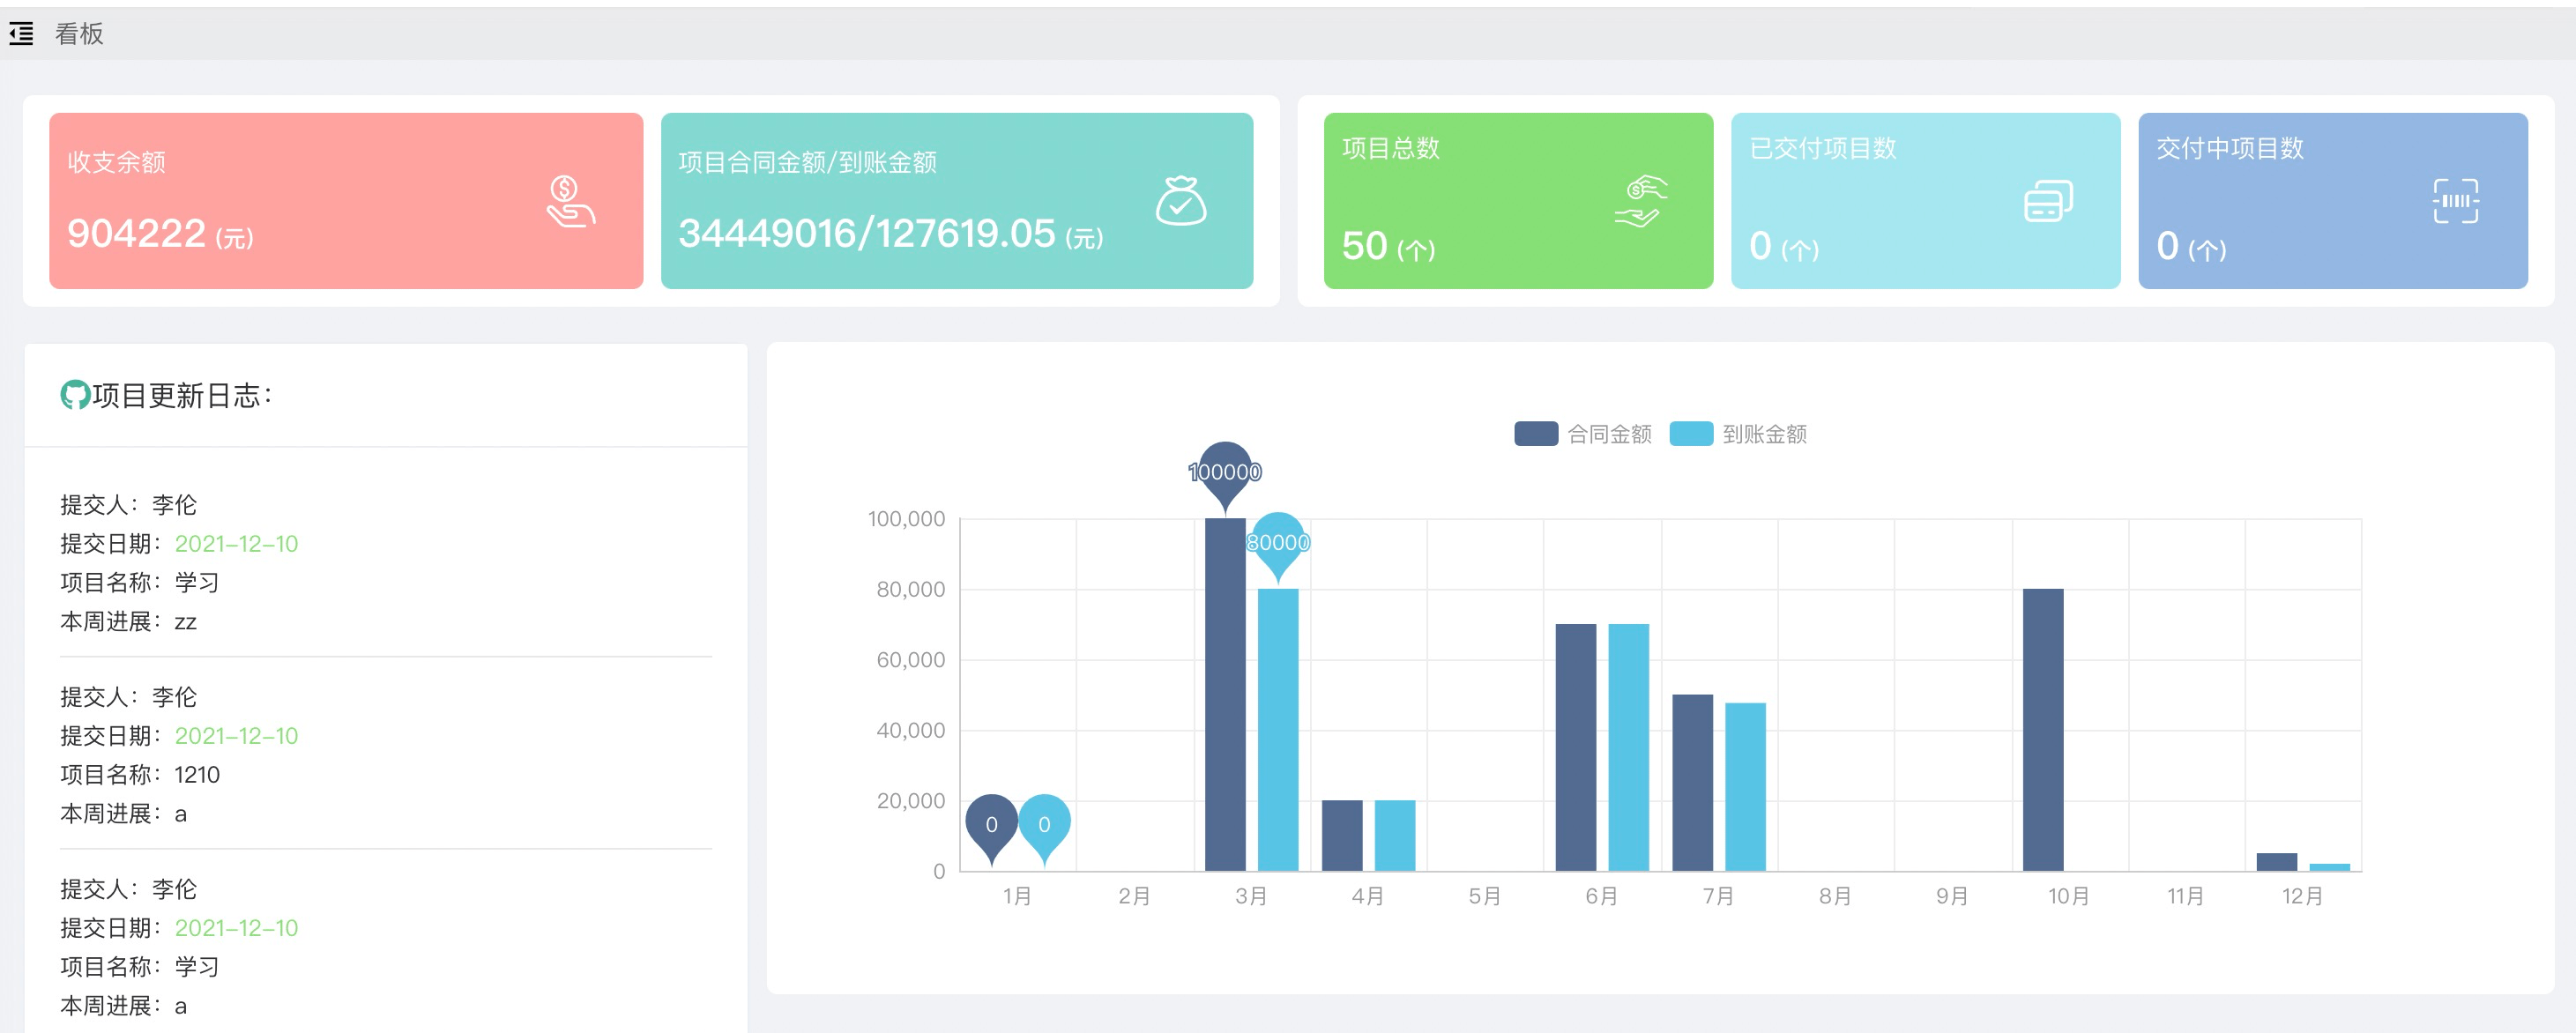 看板
收支余额
904222 (元)
项目合同金额/到账金额
34449016/127619.05 (元)
项目总数
50 (个)
已交付项目数
0 (个)
交付中项目数
0 (个)
项目更新日志：
提交人：李伦
提交日期：2021-12-10
项目名称：学习
本周进展：zz
提交人：李伦
提交日期：2021-12-10
项目名称：1210
本周进展：a
提交人：李伦
提交日期：2021-12-10
项目名称：学习
本周进展：a
合同金额 到账金额
100000
80000
0 0
100,000
80,000
60,000
40,000
20,000
0
1月 2月 3月 4月 5月 6月 7月 8月 9月 10月 11月 12月